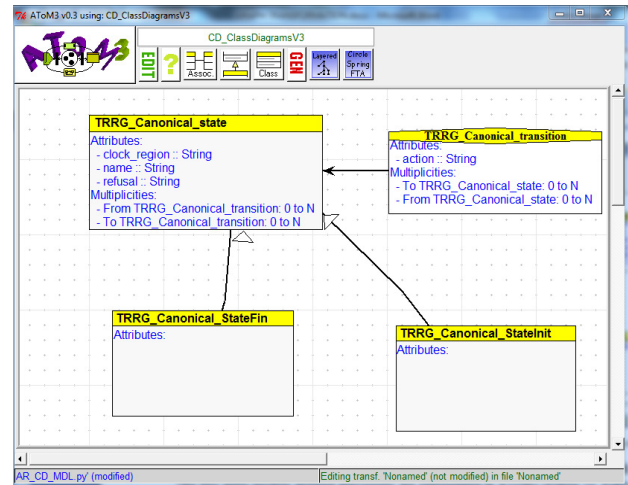 AToM3 v0.3 using: CD_ClassDiagramsV3
CD_ClassDiagramsV3
AToM3
EDIT
?
Assoc.
Class
GEN
Layered
Circle
Spring
FTA
TRRG_Canonical_state
Attributes:
- clock_region :: String
- name :: String
- refusal :: String
Multiplicities:
- From TRRG_Canonical_transition: 0 to N
- To TRRG_Canonical_transition: 0 to N
TRRG_Canonical_transition
Attributes:
- action :: String
Multiplicities:
- To TRRG_Canonical_state: 0 to N
- From TRRG_Canonical_state: 0 to N
TRRG_Canonical_StateFin
Attributes:
TRRG_Canonical_StateInit
Attributes:
AR_CD_MDL.py' (modified)
Editing transf. 'Nonamed' (not modified) in file 'Nonamed'